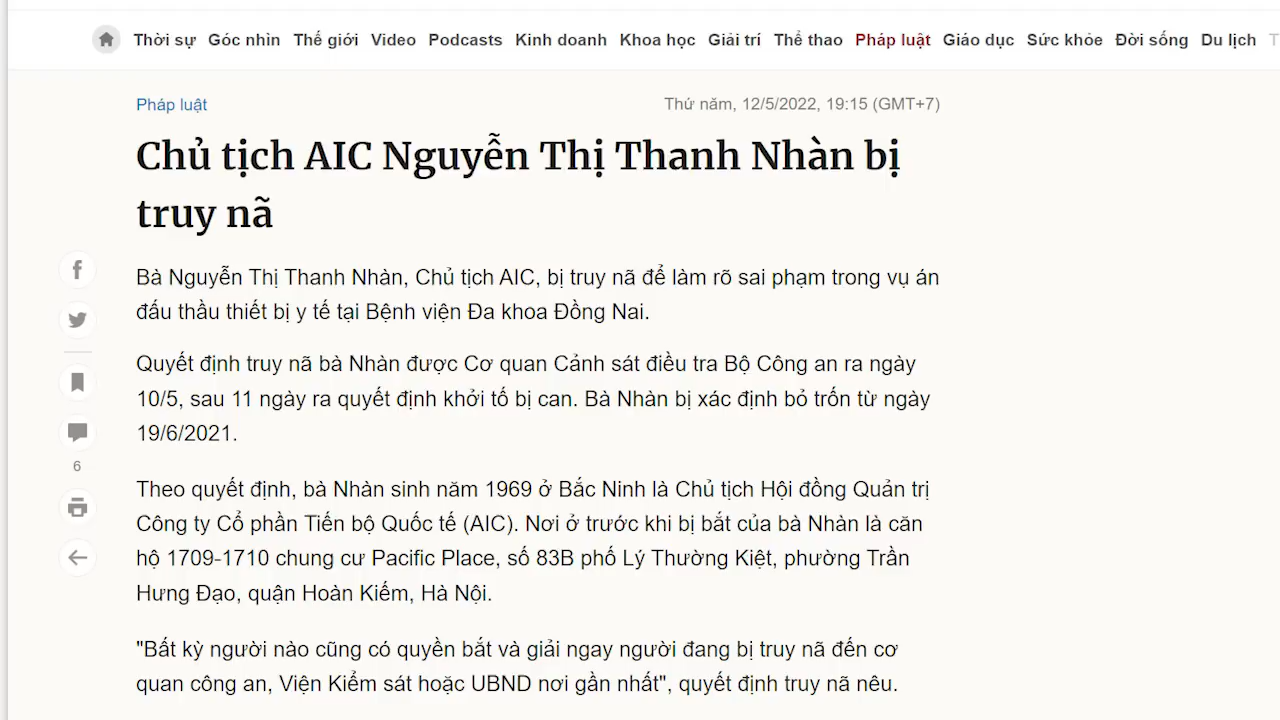 Thời sự Góc nhìn Thế giới Video Podcasts Kinh doanh Khoa học Giải trí Thể thao Pháp luật Giáo dục Sức khỏe Đời sống Du lịch T
Pháp luật
Thứ năm, 12/5/2022, 19:15 (GMT+7)
Chủ tịch AIC Nguyễn Thị Thanh Nhàn bị
truy nã
Bà Nguyễn Thị Thanh Nhàn, Chủ tịch AIC, bị truy nã để làm rõ sai phạm trong vụ án
đấu thầu thiết bị y tế tại Bệnh viện Đa khoa Đồng Nai.
Quyết định truy nã bà Nhàn được Cơ quan Cảnh sát điều tra Bộ Công an ra ngày
10/5, sau 11 ngày ra quyết định khởi tố bị can. Bà Nhàn bị xác định bỏ trốn từ ngày
19/6/2021.
6
Theo quyết định, bà Nhàn sinh năm 1969 ở Bắc Ninh là Chủ tịch Hội đồng Quản trị
Công ty Cổ phần Tiến bộ Quốc tế (AIC). Nơi ở trước khi bị bắt của bà Nhàn là căn
hộ 1709-1710 chung cư Pacific Place, số 83B phố Lý Thường Kiệt, phường Trần
Hưng Đạo, quận Hoàn Kiếm, Hà Nội.
"Bất kỳ người nào cũng có quyền bắt và giải ngay người đang bị truy nã đến cơ
quan công an, Viện Kiểm sát hoặc UBND nơi gần nhất", quyết định truy nã nêu.